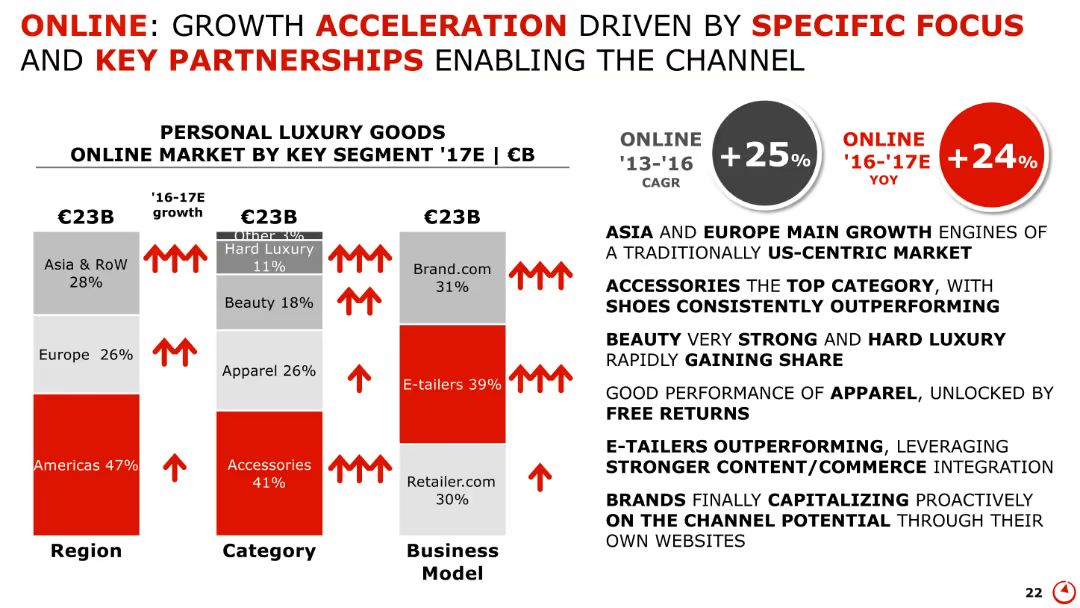 ONLINE: GROWTH ACCELERATION DRIVEN BY SPECIFIC FOCUS
AND KEY PARTNERSHIPS ENABLING THE CHANNEL
PERSONAL LUXURY GOODS
ONLINE MARKET BY KEY SEGMENT '17E | €B
'16-17E
growth
€23B
€23B
€23B
Asia & RoW
28%
Europe 26%
Americas 47%
Region
Other 3%
Hard Luxury
11%
Beauty 18%
Apparel 26%
Accessories
41%
Category
Brand.com
31%
E-tailers 39%
Retailer.com
30%
Business
Model
ONLINE
'13-'16
CAGR
+25%
ONLINE
'16-'17E
YOY
+24%
ASIA AND EUROPE MAIN GROWTH ENGINES OF
A TRADITIONALLY US-CENTRIC MARKET
ACCESSORIES THE TOP CATEGORY, WITH
SHOES CONSISTENTLY OUTPERFORMING
BEAUTY VERY STRONG AND HARD LUXURY
RAPIDLY GAINING SHARE
GOOD PERFORMANCE OF APPAREL, UNLOCKED BY
FREE RETURNS
E-TAILERS OUTPERFORMING, LEVERAGING
STRONGER CONTENT/COMMERCE INTEGRATION
BRANDS FINALLY CAPITALIZING PROACTIVELY
ON THE CHANNEL POTENTIAL THROUGH THEIR
OWN WEBSITES
22